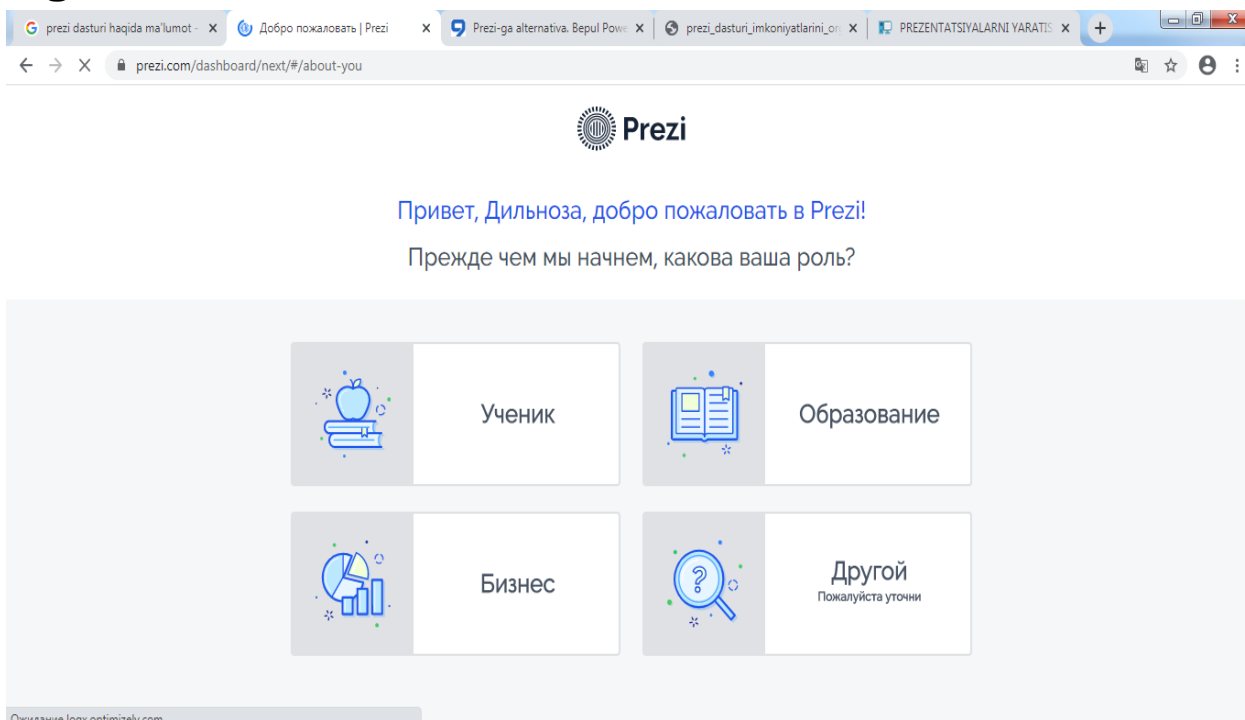 prezi dasturi haqida ma'lumot -
Добро пожаловать | Prezi
Prezi-ga alternativa. Bepul Powe
prezi_dasturi_imkoniyatlarini_or
PREZENTATSIYALARNI YARATIS
prezi.com/dashboard/next/#/about-you
Prezi
Привет, Дильноза, добро пожаловать в Prezi!
Прежде чем мы начнем, какова ваша роль?
Ученик
Образование
Бизнес
?
Другой
Пожалуйста уточни
Ожидание logx.optimizely.com